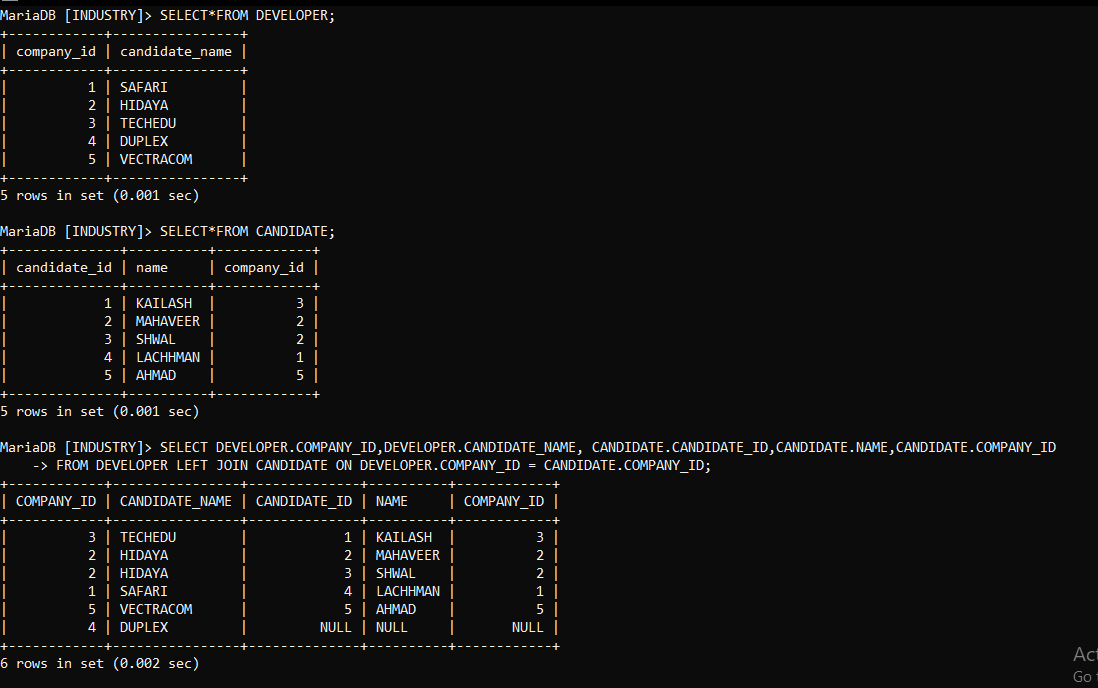 MariaDB [INDUSTRY]> SELECT*FROM DEVELOPER;
+------------+----------------+
| company_id | candidate_name |
+------------+----------------+
|          1 | SAFARI         |
|          2 | HIDAYA         |
|          3 | TECHEDU        |
|          4 | DUPLEX         |
|          5 | VECTRACOM      |
+------------+----------------+
5 rows in set (0.001 sec)
MariaDB [INDUSTRY]> SELECT*FROM CANDIDATE;
+--------------+----------+------------+
| candidate_id | name     | company_id |
+--------------+----------+------------+
|            1 | KAILASH  |          3 |
|            2 | MAHAVEER |          2 |
|            3 | SHWAL    |          2 |
|            4 | LACHHMAN |          1 |
|            5 | AHMAD    |          5 |
+--------------+----------+------------+
5 rows in set (0.001 sec)
MariaDB [INDUSTRY]> SELECT DEVELOPER.COMPANY_ID,DEVELOPER.CANDIDATE_NAME, CANDIDATE.CANDIDATE_ID,CANDIDATE.NAME,CANDIDATE.COMPANY_ID
    -> FROM DEVELOPER LEFT JOIN CANDIDATE ON DEVELOPER.COMPANY_ID = CANDIDATE.COMPANY_ID;
+------------+----------------+--------------+----------+------------+
| COMPANY_ID | CANDIDATE_NAME | CANDIDATE_ID | NAME     | COMPANY_ID |
+------------+----------------+--------------+----------+------------+
|          3 | TECHEDU        |            1 | KAILASH  |          3 |
|          2 | HIDAYA         |            2 | MAHAVEER |          2 |
|          2 | HIDAYA         |            3 | SHWAL    |          2 |
|          1 | SAFARI         |            4 | LACHHMAN |          1 |
|          5 | VECTRACOM      |            5 | AHMAD    |          5 |
|          4 | DUPLEX         |         NULL | NULL     |       NULL |
+------------+----------------+--------------+----------+------------+
6 rows in set (0.002 sec)
Act
Go